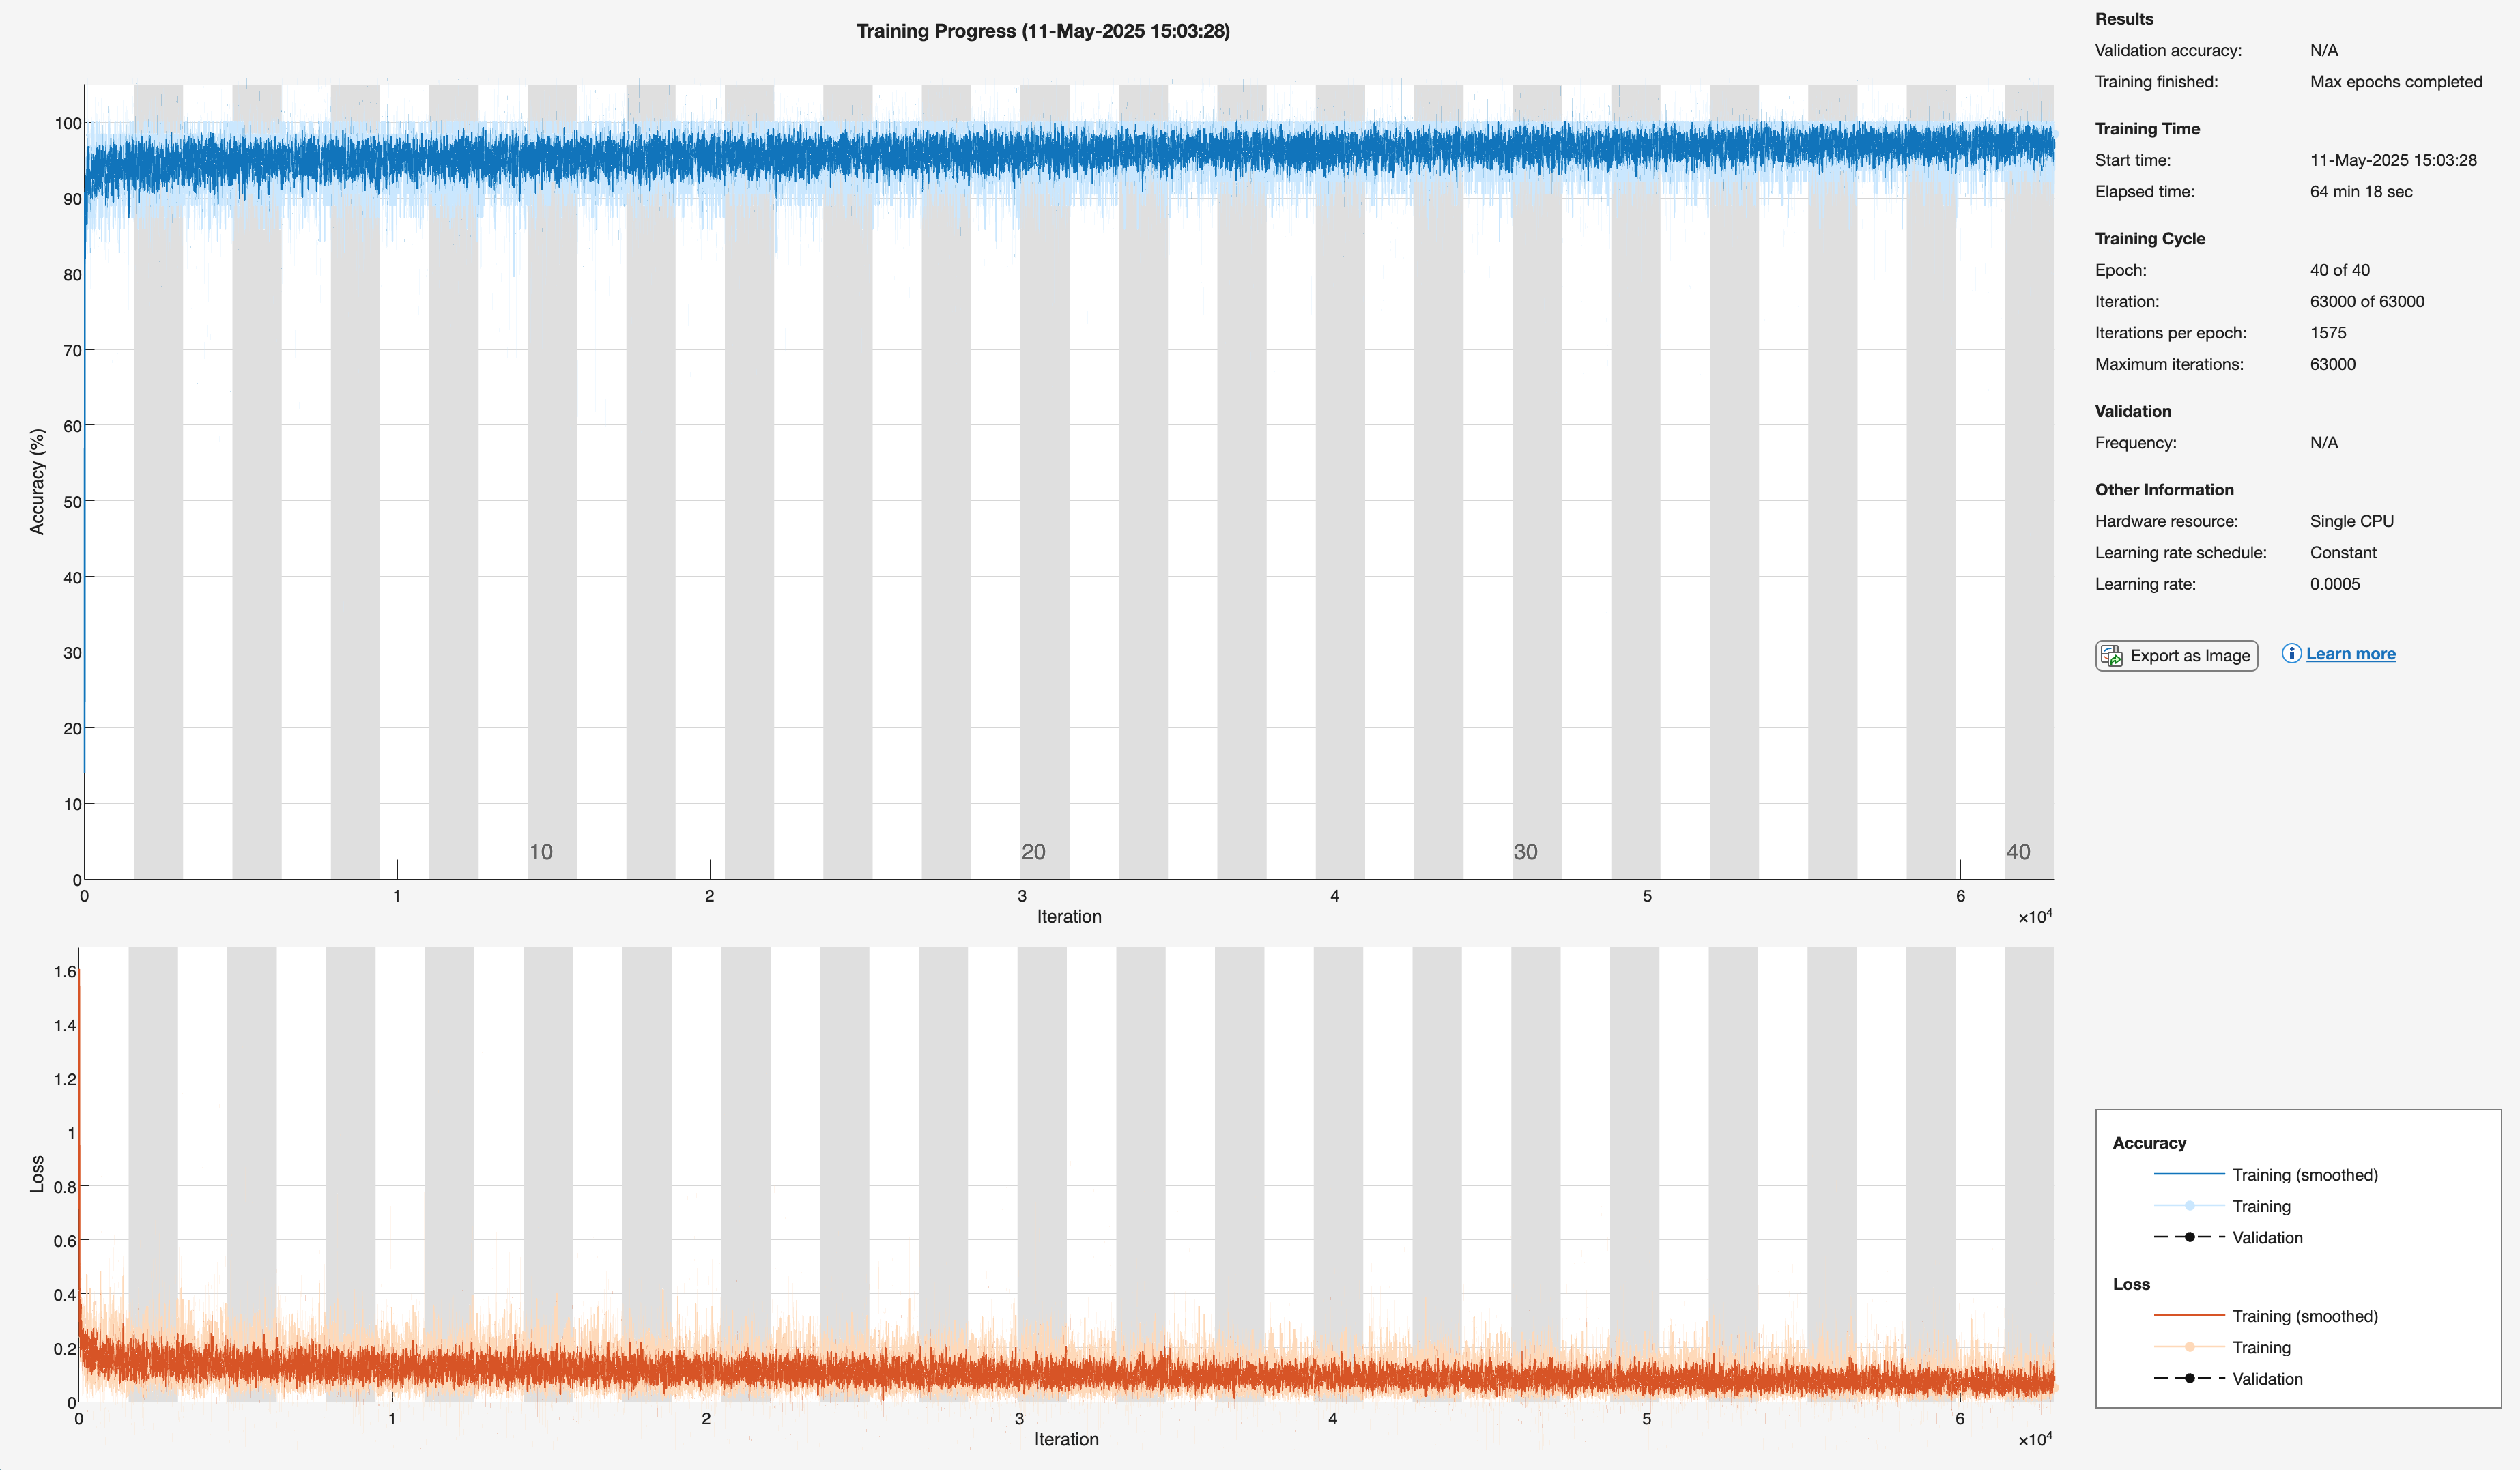 Training Progress (11-May-2025 15:03:28)
100
90
80
70
60
50
40
30
20
10
0
Accuracy (%)
10
20
30
40
0 1 2 3 4 5 6
Iteration
×10⁴
1.6
1.4
1.2
1
0.8
0.6
0.4
0.2
0
Loss
0 1 2 3 4 5 6
Iteration
×10⁴
Results
Validation accuracy: N/A
Training finished: Max epochs completed
Training Time
Start time: 11-May-2025 15:03:28
Elapsed time: 64 min 18 sec
Training Cycle
Epoch: 40 of 40
Iteration: 63000 of 63000
Iterations per epoch: 1575
Maximum iterations: 63000
Validation
Frequency: N/A
Other Information
Hardware resource: Single CPU
Learning rate schedule: Constant
Learning rate: 0.0005
Export as Image
Learn more
Accuracy
Training (smoothed)
Training
Validation
Loss
Training (smoothed)
Training
Validation